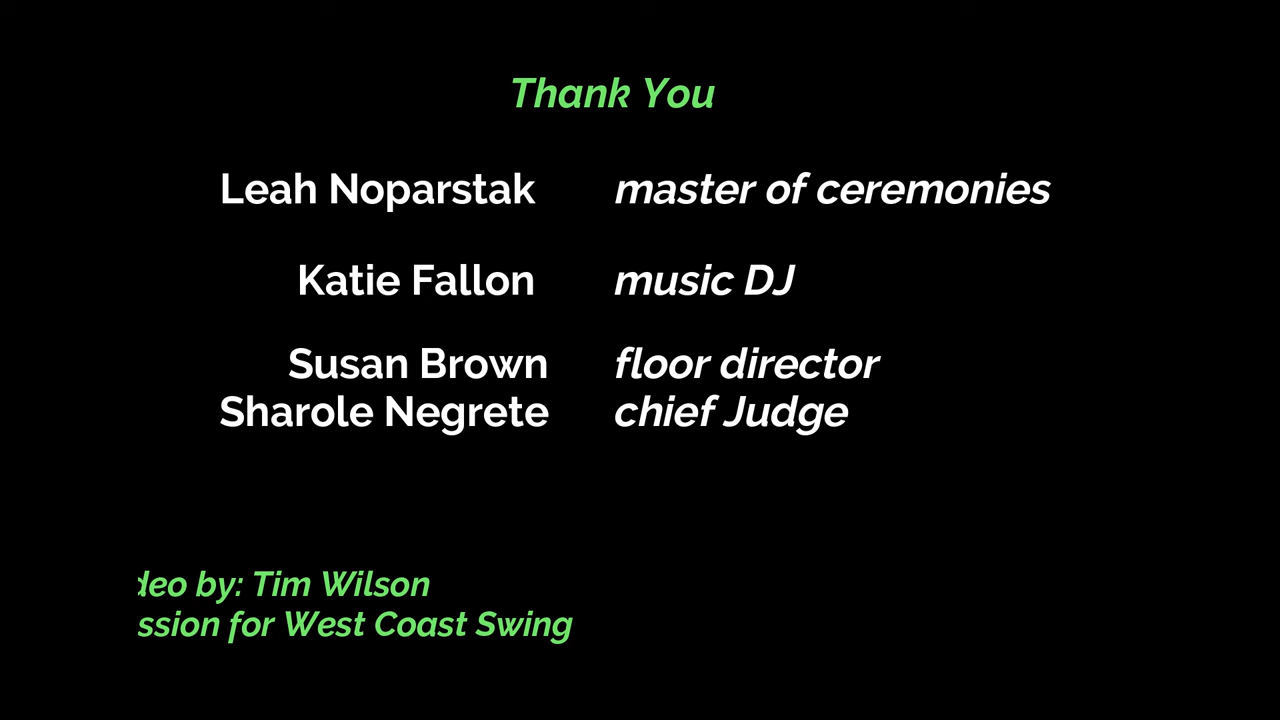 Thank You
Leah Noparstak master of ceremonies
Katie Fallon music DJ
Susan Brown floor director
Sharole Negrete chief Judge
deo by: Tim Wilson
ssion for West Coast Swing